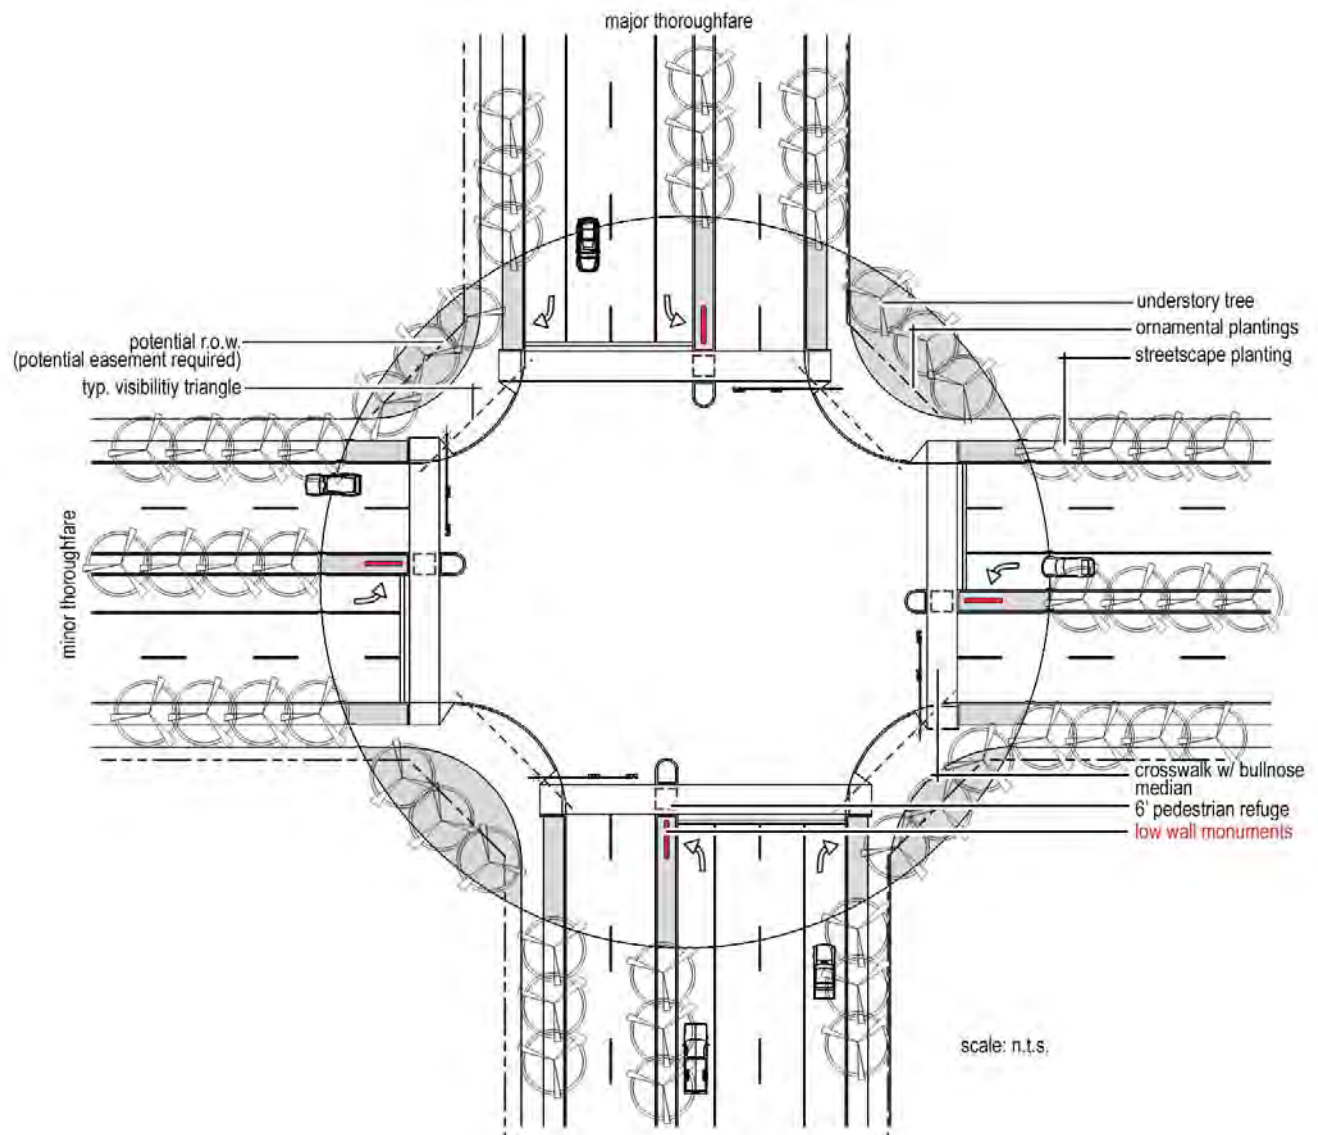 major thoroughfare
understory tree
ornamental plantings
streetscape planting
potential r.o.w.
(potential easement required)
typ. visibilitiy triangle
minor thoroughfare
crosswalk w/ bullnose
median
6' pedestrian refuge
low wall monuments
scale: n.t.s.